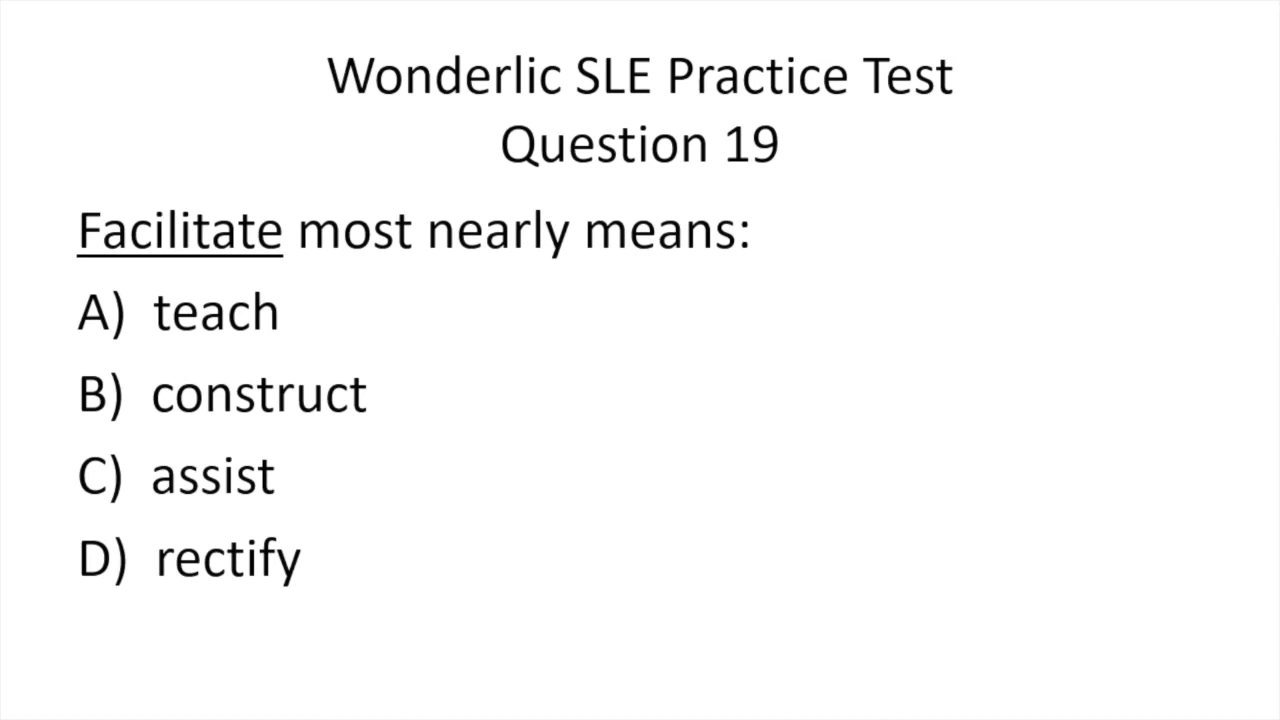 Wonderlic SLE Practice Test
Question 19
Facilitate most nearly means:
A) teach
B) construct
C) assist
D) rectify